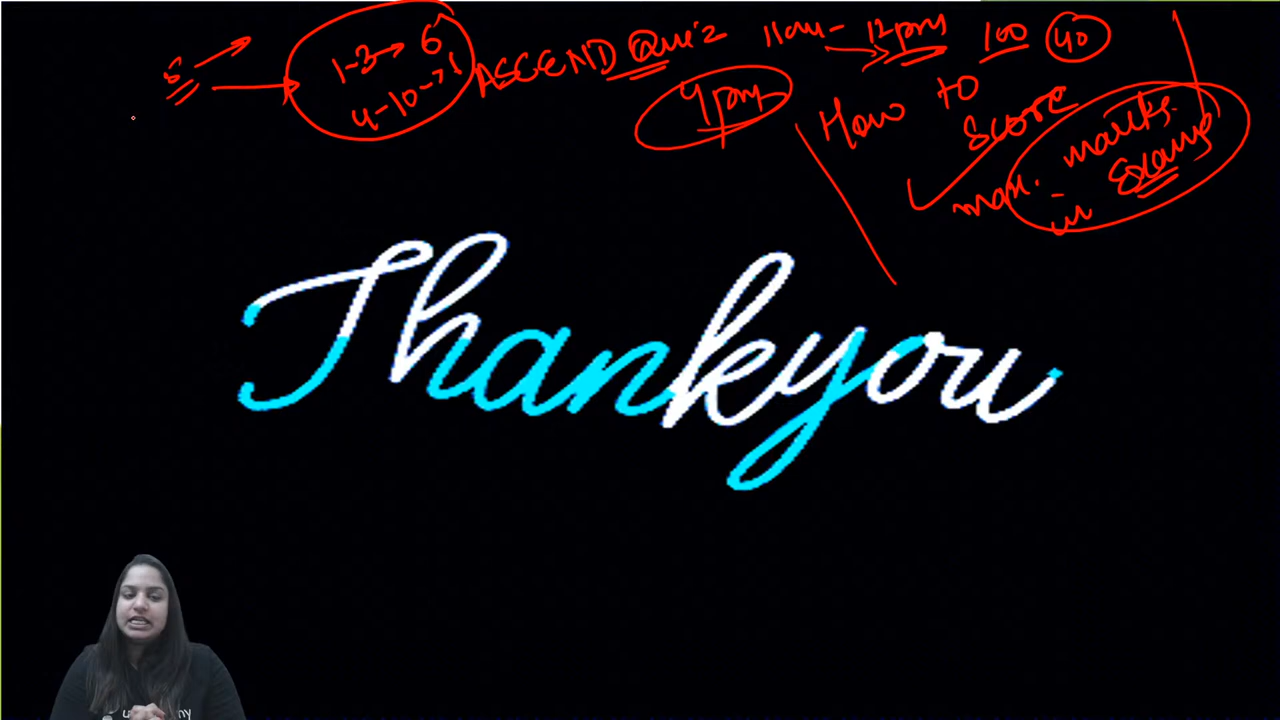 5
1-3 → 6
4-10 → 7
ASCEND Quiz 11am - 12pm 100 40
4pm
How to
Score
max. marks
in Exams
Thankyou